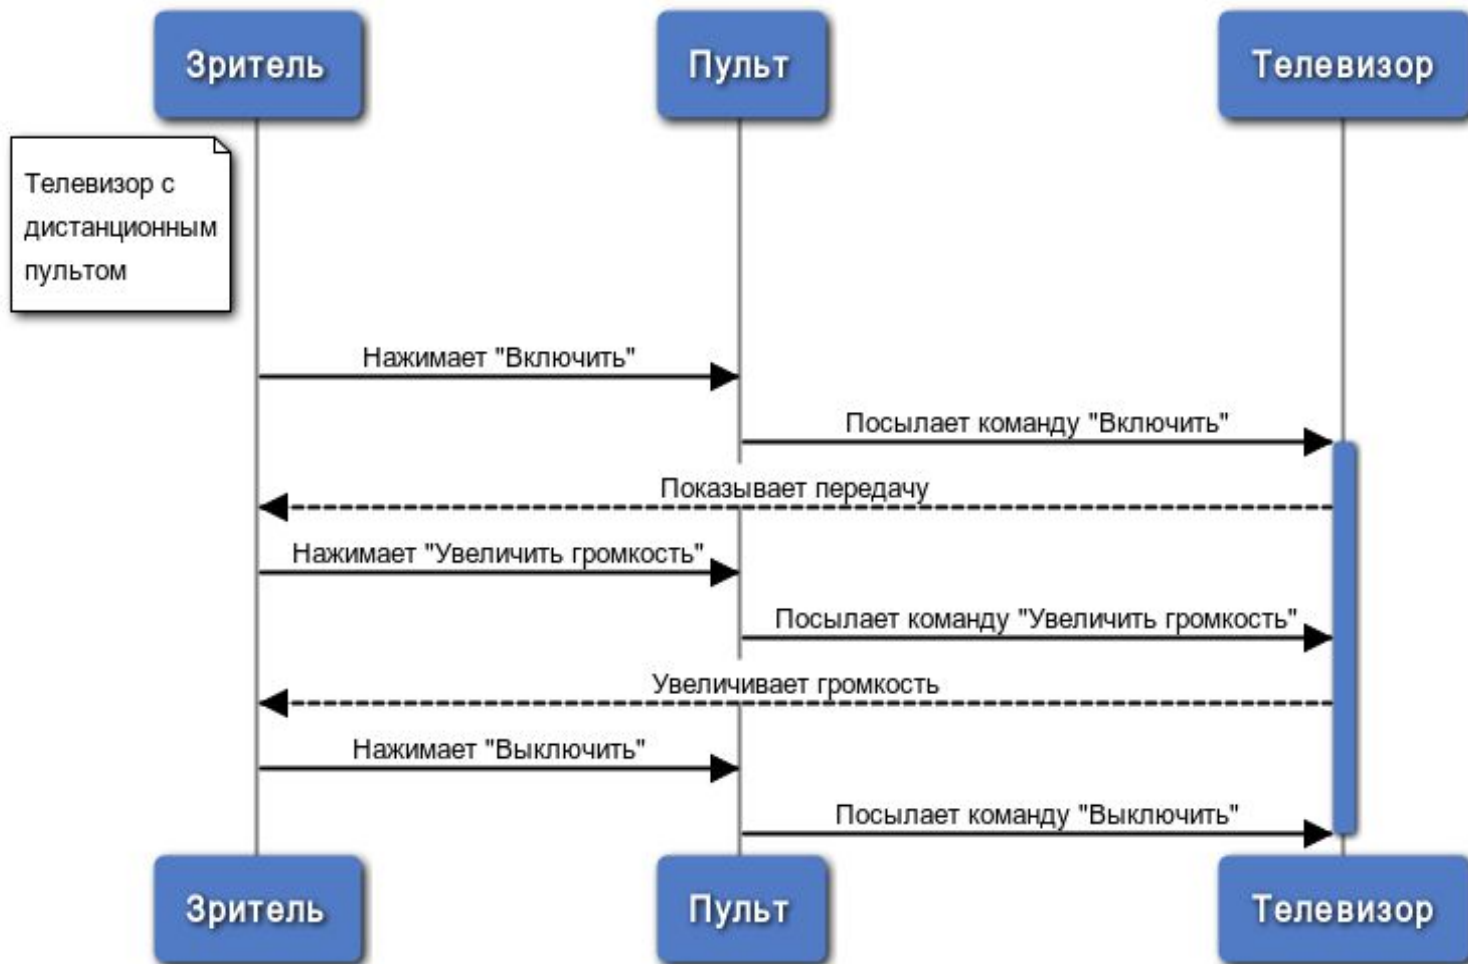 Зритель
Пульт
Телевизор
Телевизор с
дистанционным
пультом
Нажимает "Включить"
Посылает команду "Включить"
Показывает передачу
Нажимает "Увеличить громкость"
Посылает команду "Увеличить громкость"
Увеличивает громкость
Нажимает "Выключить"
Посылает команду "Выключить"
Зритель
Пульт
Телевизор